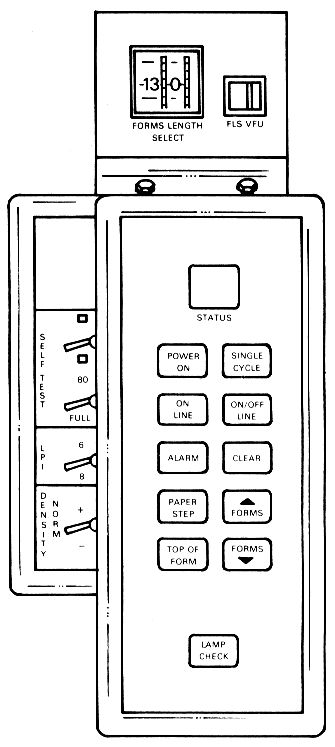 -13-0-
FORMS LENGTH
SELECT
FLS VFU
STATUS
POWER
ON
SINGLE
CYCLE
ON
LINE
ON/OFF
LINE
ALARM
CLEAR
PAPER
STEP
FORMS
TOP OF
FORM
FORMS
LAMP
CHECK
SELF TEST
80
FULL
LPI
6
8
DENSITY
NORM
+
–